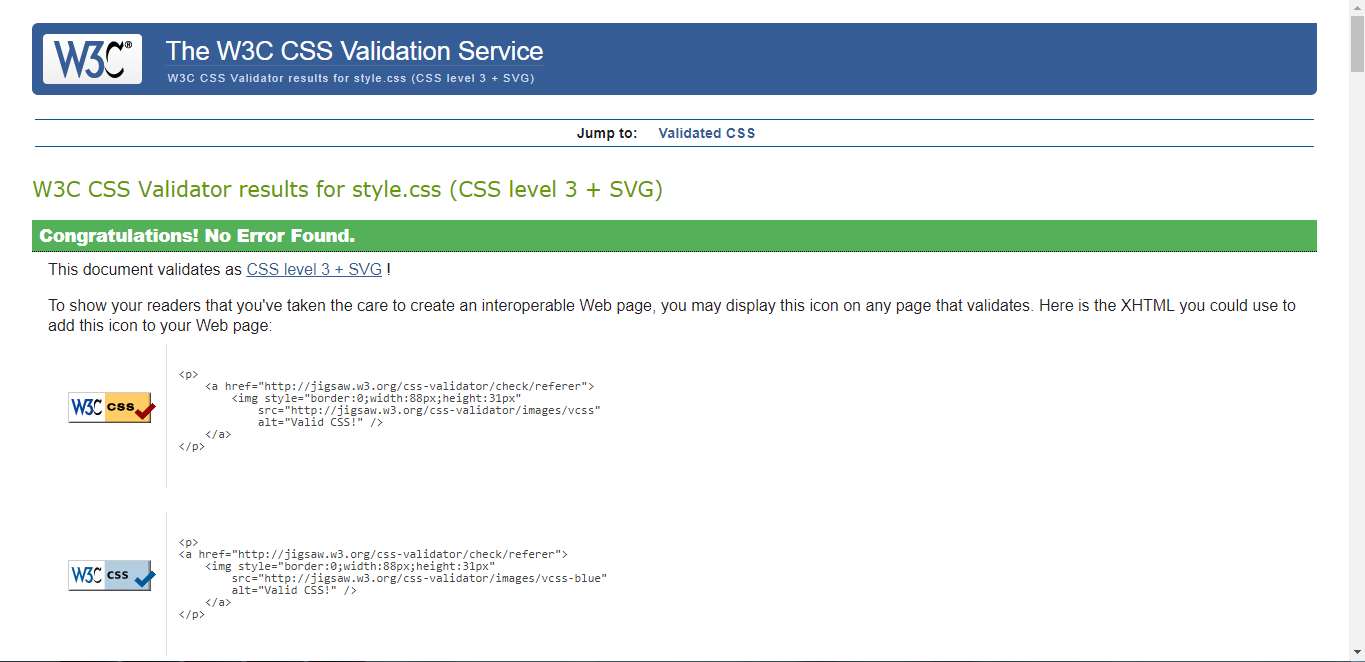 W3C®
The W3C CSS Validation Service
W3C CSS Validator results for style.css (CSS level 3 + SVG)
Jump to: Validated CSS
W3C CSS Validator results for style.css (CSS level 3 + SVG)
Congratulations! No Error Found.
This document validates as CSS level 3 + SVG !
To show your readers that you've taken the care to create an interoperable Web page, you may display this icon on any page that validates. Here is the XHTML you could use to
add this icon to your Web page:
W3C css
<p>
    <a href="http://jigsaw.w3.org/css-validator/check/referer">
        <img style="border:0;width:88px;height:31px"
            src="http://jigsaw.w3.org/css-validator/images/vcss"
            alt="Valid CSS!" />
    </a>
</p>
W3C css
<p>
<a href="http://jigsaw.w3.org/css-validator/check/referer">
    <img style="border:0;width:88px;height:31px"
        src="http://jigsaw.w3.org/css-validator/images/vcss-blue"
        alt="Valid CSS!" />
    </a>
</p>